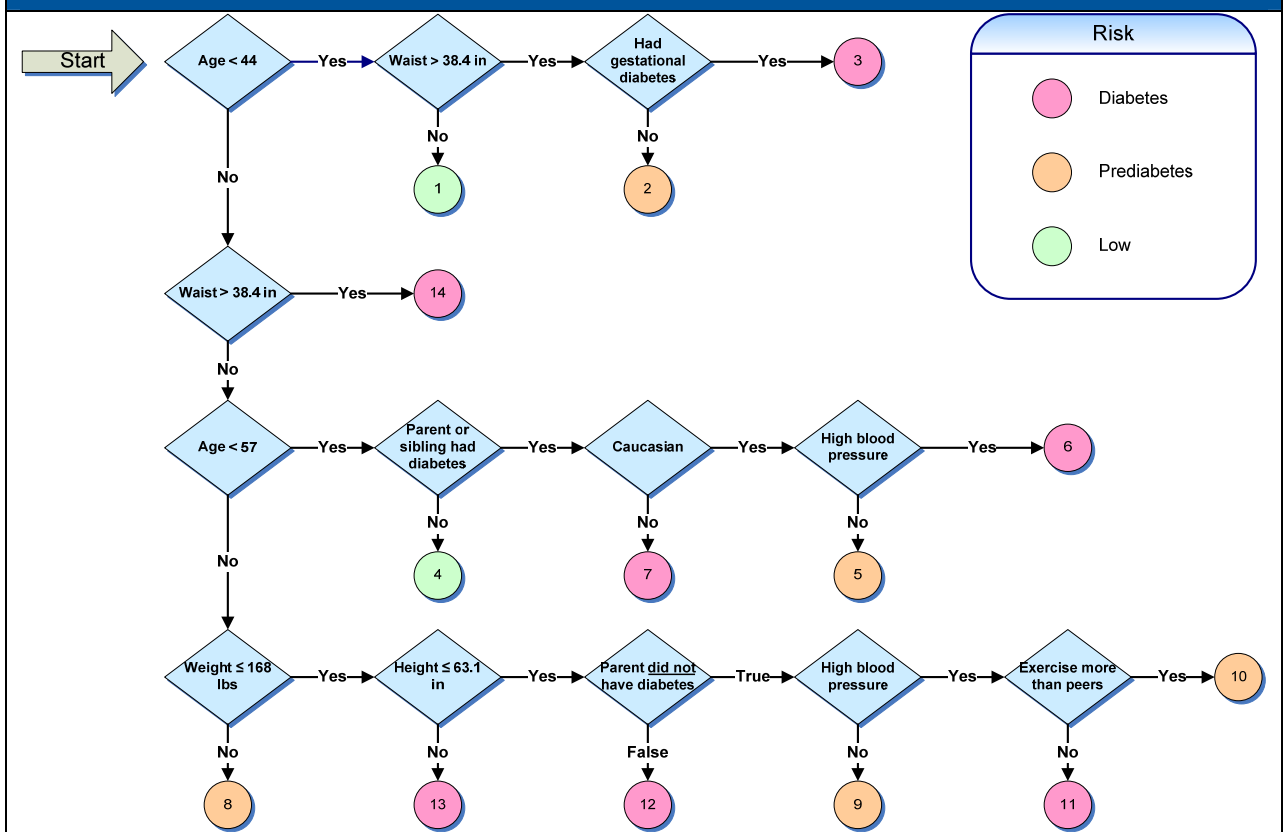 Start
Age < 44
Yes
Waist > 38.4 in
Yes
Had
gestational
diabetes
Yes
3
Risk
Diabetes
Prediabetes
Low
No
No
No
1
2
Waist > 38.4 in
Yes
14
No
Age < 57
Yes
Parent or
sibling had
diabetes
Yes
Caucasian
Yes
High blood
pressure
Yes
6
No
No
No
No
4
7
5
Weight ≤ 168
lbs
Yes
Height ≤ 63.1
in
Yes
Parent did not
have diabetes
True
High blood
pressure
Yes
Exercise more
than peers
Yes
10
No
No
False
No
No
8
13
12
9
11